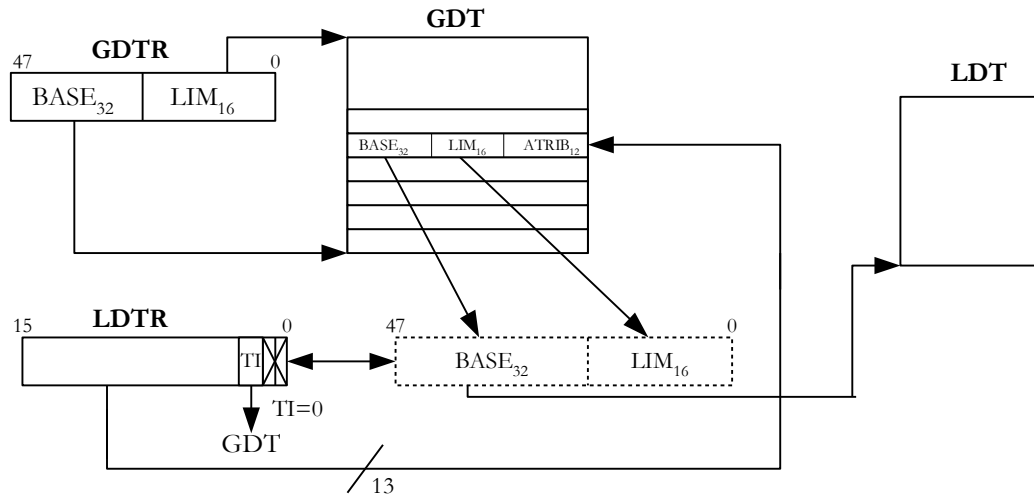 GDT
GDTR
47 0
BASE32 LIM16
LDT
BASE32 LIM16 ATRIB12
LDTR
15 0
47 0
TI
BASE32 LIM16
TI=0
GDT
13